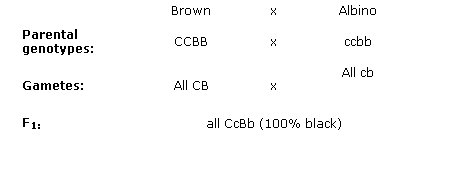 Brown x Albino
Parental
genotypes: CCBB x ccbb
All cb
Gametes: All CB x
F1: all CcBb (100% black)